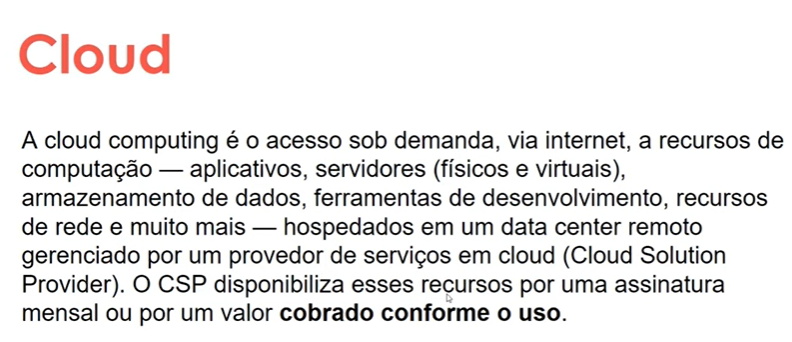 Cloud
A cloud computing é o acesso sob demanda, via internet, a recursos de
computação — aplicativos, servidores (físicos e virtuais),
armazenamento de dados, ferramentas de desenvolvimento, recursos
de rede e muito mais — hospedados em um data center remoto
gerenciado por um provedor de serviços em cloud (Cloud Solution
Provider). O CSP disponibiliza esses recursos por uma assinatura
mensal ou por um valor cobrado conforme o uso.